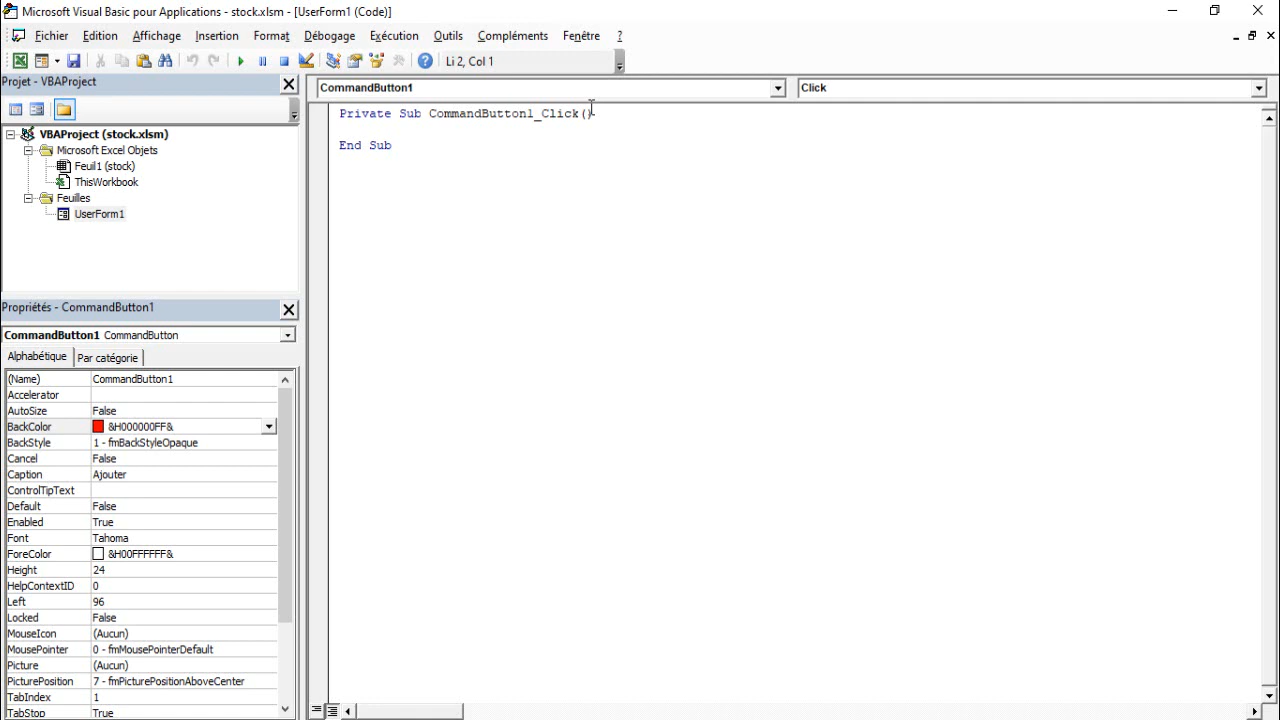 Microsoft Visual Basic pour Applications - stock.xlsm - [UserForm1 (Code)]
Fichier Edition Affichage Insertion Format Débogage Exécution Outils Compléments Fenêtre ?
Li 2, Col 1
Projet - VBAProject
VBAProject (stock.xlsm)
Microsoft Excel Objets
Feuil1 (stock)
ThisWorkbook
Feuilles
UserForm1
CommandButton1 Click
Private Sub CommandButton1_Click()
End Sub
Propriétés - CommandButton1
CommandButton1 CommandButton
Alphabétique Par catégorie
(Name) CommandButton1
Accelerator
AutoSize False
BackColor &H000000FF&
BackStyle 1 - fmBackStyleOpaque
Cancel False
Caption Ajouter
ControlTipText
Default False
Enabled True
Font Tahoma
ForeColor &H00FFFFFF&
Height 24
HelpContextID 0
Left 96
Locked False
MouseIcon (Aucun)
MousePointer 0 - fmMousePointerDefault
Picture (Aucun)
PicturePosition 7 - fmPicturePositionAboveCenter
TabIndex 1
TabStop True